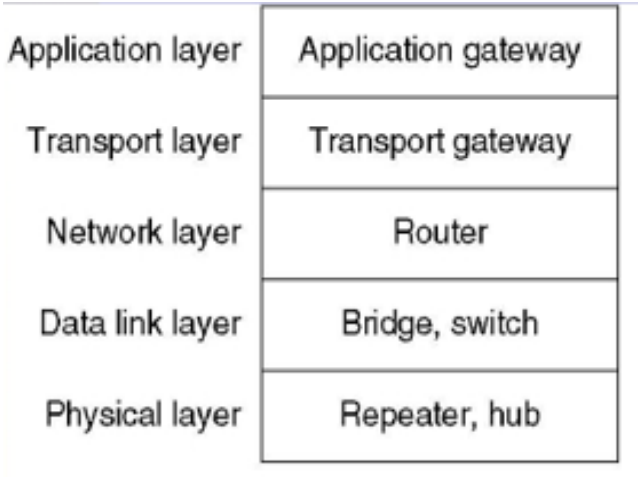 Application layer Application gateway
Transport layer Transport gateway
Network layer Router
Data link layer Bridge, switch
Physical layer Repeater, hub